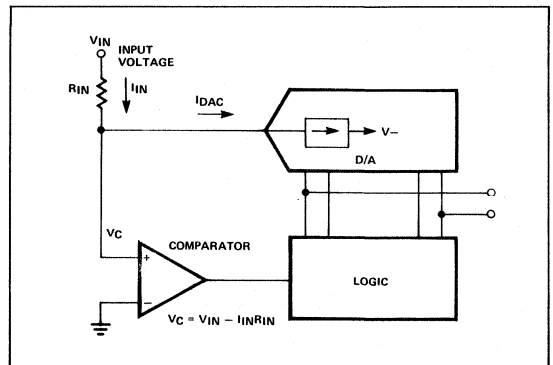 VIN
INPUT
VOLTAGE
RIN
IIN
IDAC
V–
D/A
VC
COMPARATOR
+
–
LOGIC
VC = VIN – IINRIN